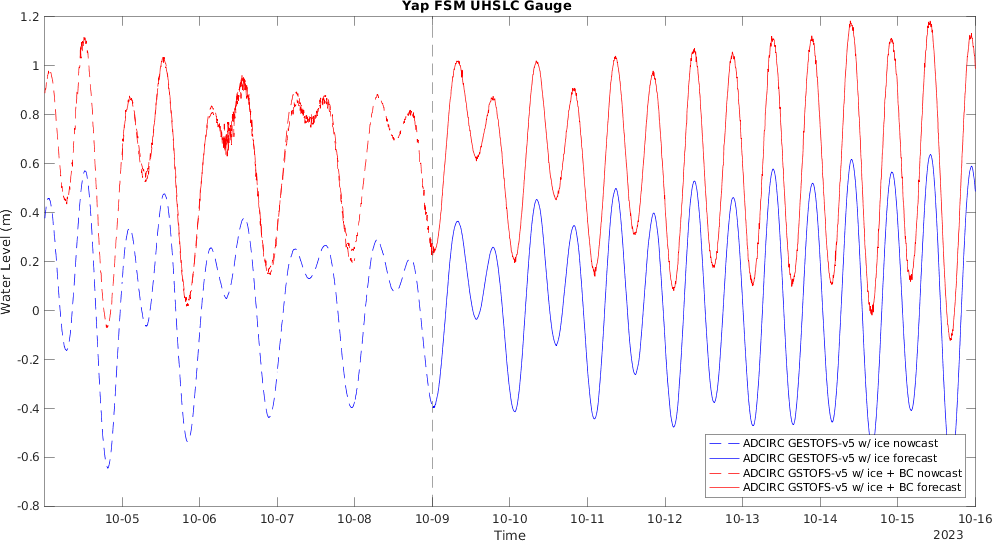 Yap FSM UHSLC Gauge
1.2
1
0.8
0.6
0.4
0.2
0
-0.2
-0.4
-0.6
-0.8
Water Level (m)
ADCIRC GESTOFS-v5 w/ ice nowcast
ADCIRC GESTOFS-v5 w/ ice forecast
ADCIRC GSTOFS-v5 w/ ice + BC nowcast
ADCIRC GSTOFS-v5 w/ ice + BC forecast
10-05 10-06 10-07 10-08 10-09 10-10 10-11 10-12 10-13 10-14 10-15 10-16
Time
2023